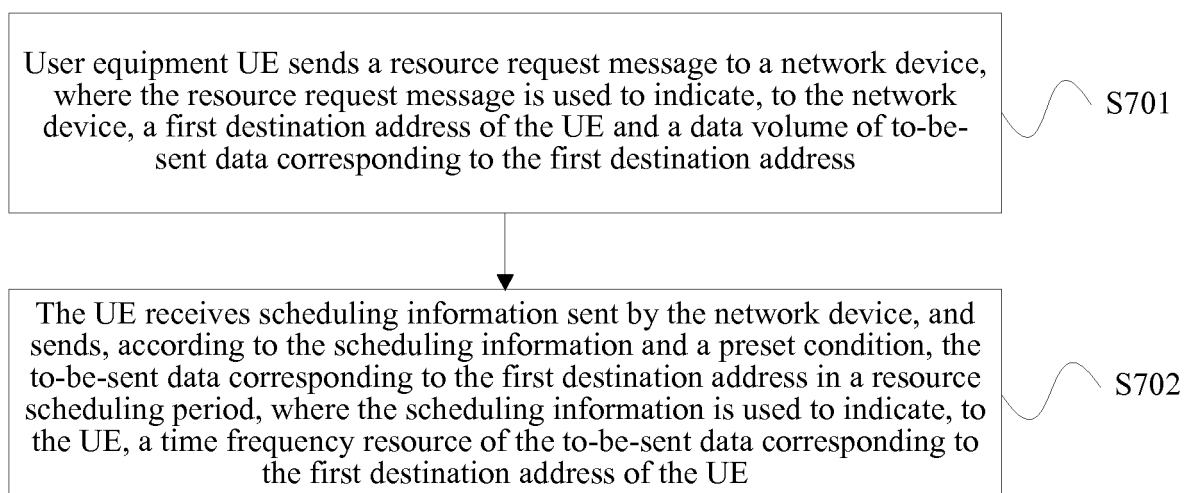 User equipment UE sends a resource request message to a network device,
where the resource request message is used to indicate, to the network
device, a first destination address of the UE and a data volume of to-be-
sent data corresponding to the first destination address
S701
The UE receives scheduling information sent by the network device, and
sends, according to the scheduling information and a preset condition, the
to-be-sent data corresponding to the first destination address in a resource
scheduling period, where the scheduling information is used to indicate, to
the UE, a time frequency resource of the to-be-sent data corresponding to
the first destination address of the UE
S702